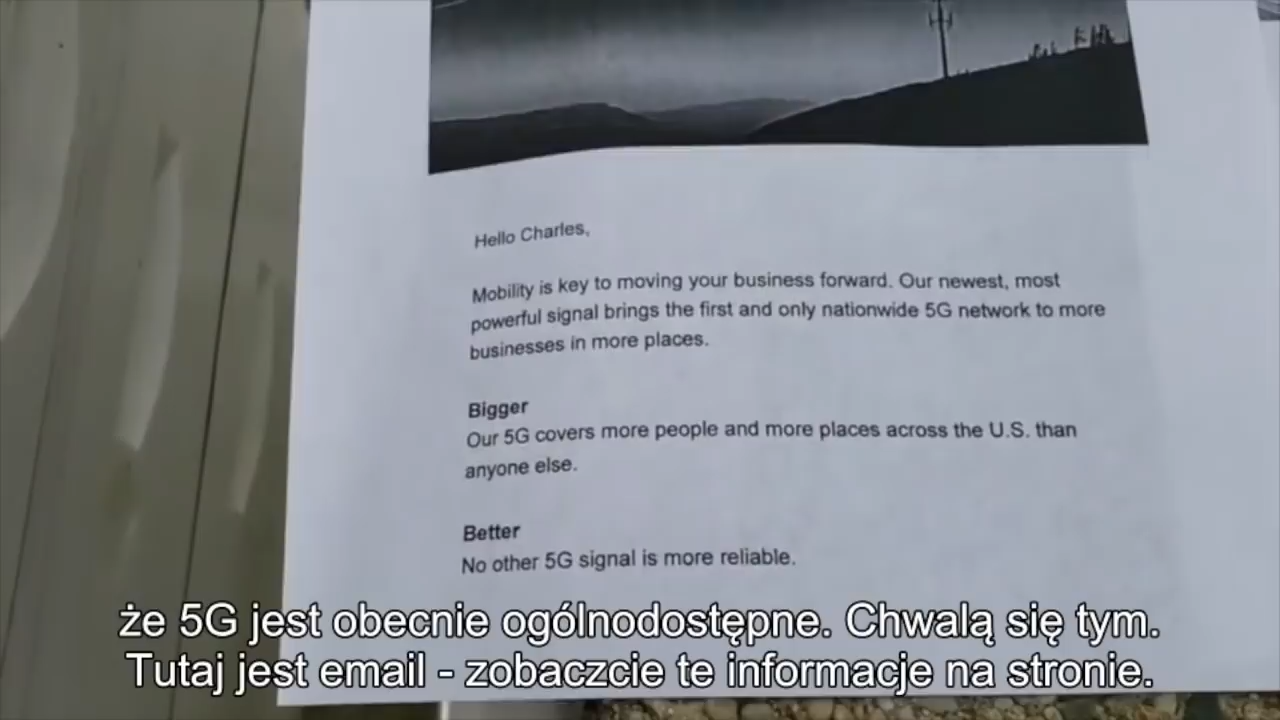 Hello Charles,
Mobility is key to moving your business forward. Our newest, most
powerful signal brings the first and only nationwide 5G network to more
businesses in more places.
Bigger
Our 5G covers more people and more places across the U.S. than
anyone else.
Better
No other 5G signal is more reliable.
że 5G jest obecnie ogólnodostępne. Chwalą się tym.
Tutaj jest email - zobaczcie te informacje na stronie.